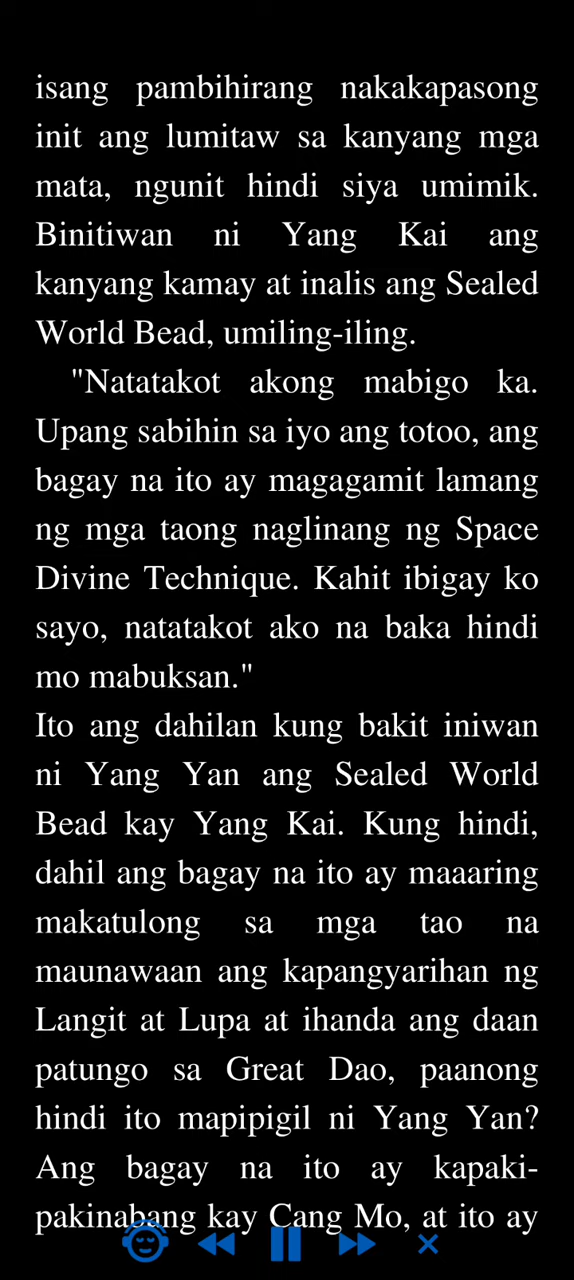 isang pambihirang nakakapasong
init ang lumitaw sa kanyang mga
mata, ngunit hindi siya umimik.
Binitiwan ni Yang Kai ang
kanyang kamay at inalis ang Sealed
World Bead, umiling-iling.
"Natatakot akong mabigo ka.
Upang sabihin sa iyo ang totoo, ang
bagay na ito ay magagamit lamang
ng mga taong naglinang ng Space
Divine Technique. Kahit ibigay ko
sayo, natatakot ako na baka hindi
mo mabuksan."
Ito ang dahilan kung bakit iniwan
ni Yang Yan ang Sealed World
Bead kay Yang Kai. Kung hindi,
dahil ang bagay na ito ay maaaring
makatulong sa mga tao na
maunawaan ang kapangyarihan ng
Langit at Lupa at ihanda ang daan
patungo sa Great Dao, paanong
hindi ito mapipigil ni Yang Yan?
Ang bagay na ito ay kapaki-
pakinabang kay Cang Mo, at ito ay